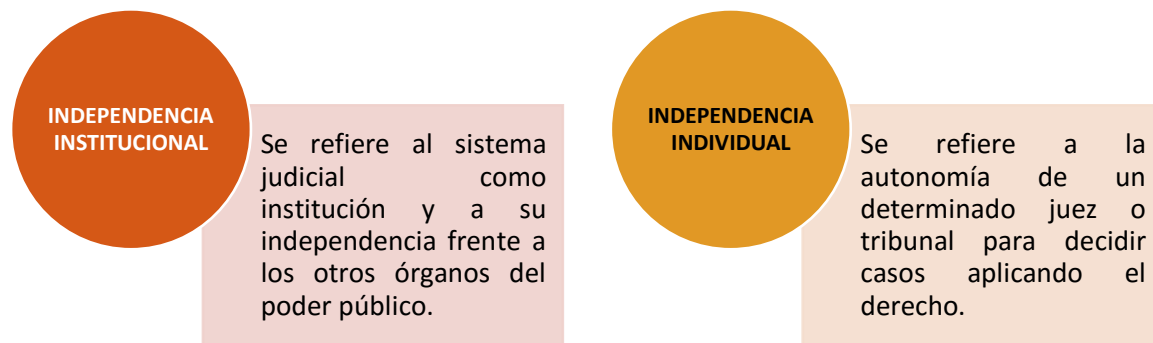 INDEPENDENCIA
INSTITUCIONAL
Se refiere al sistema
judicial como
institución y a su
independencia frente a
los otros órganos del
poder público.
INDEPENDENCIA
INDIVIDUAL
Se refiere a la
autonomía de un
determinado juez o
tribunal para decidir
casos aplicando el
derecho.